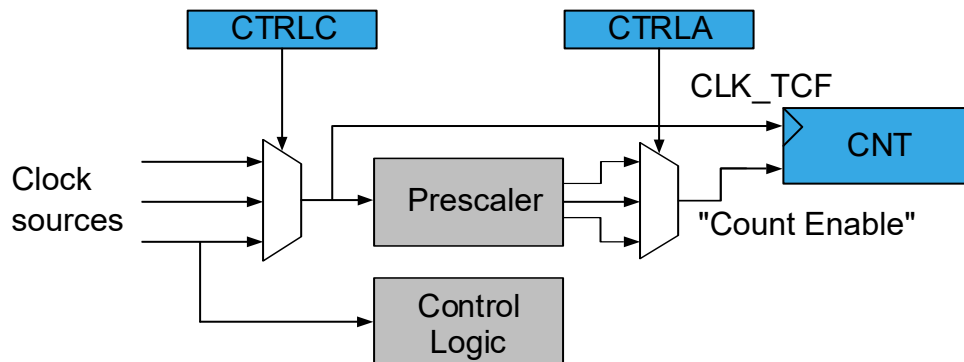 CTRLC
CTRLA
CLK_TCF
CNT
Clock
sources
Prescaler
"Count Enable"
Control
Logic